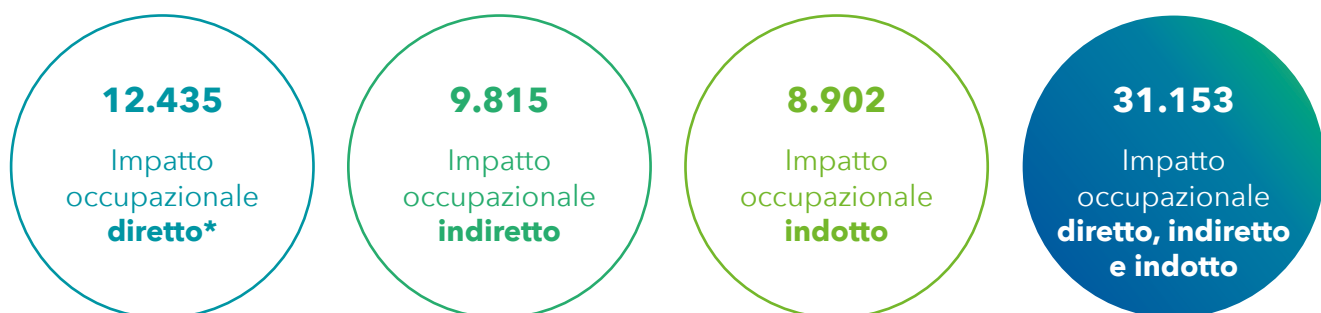 12.435
Impatto
occupazionale
diretto*
9.815
Impatto
occupazionale
indiretto
8.902
Impatto
occupazionale
indotto
31.153
Impatto
occupazionale
diretto, indiretto
e indotto